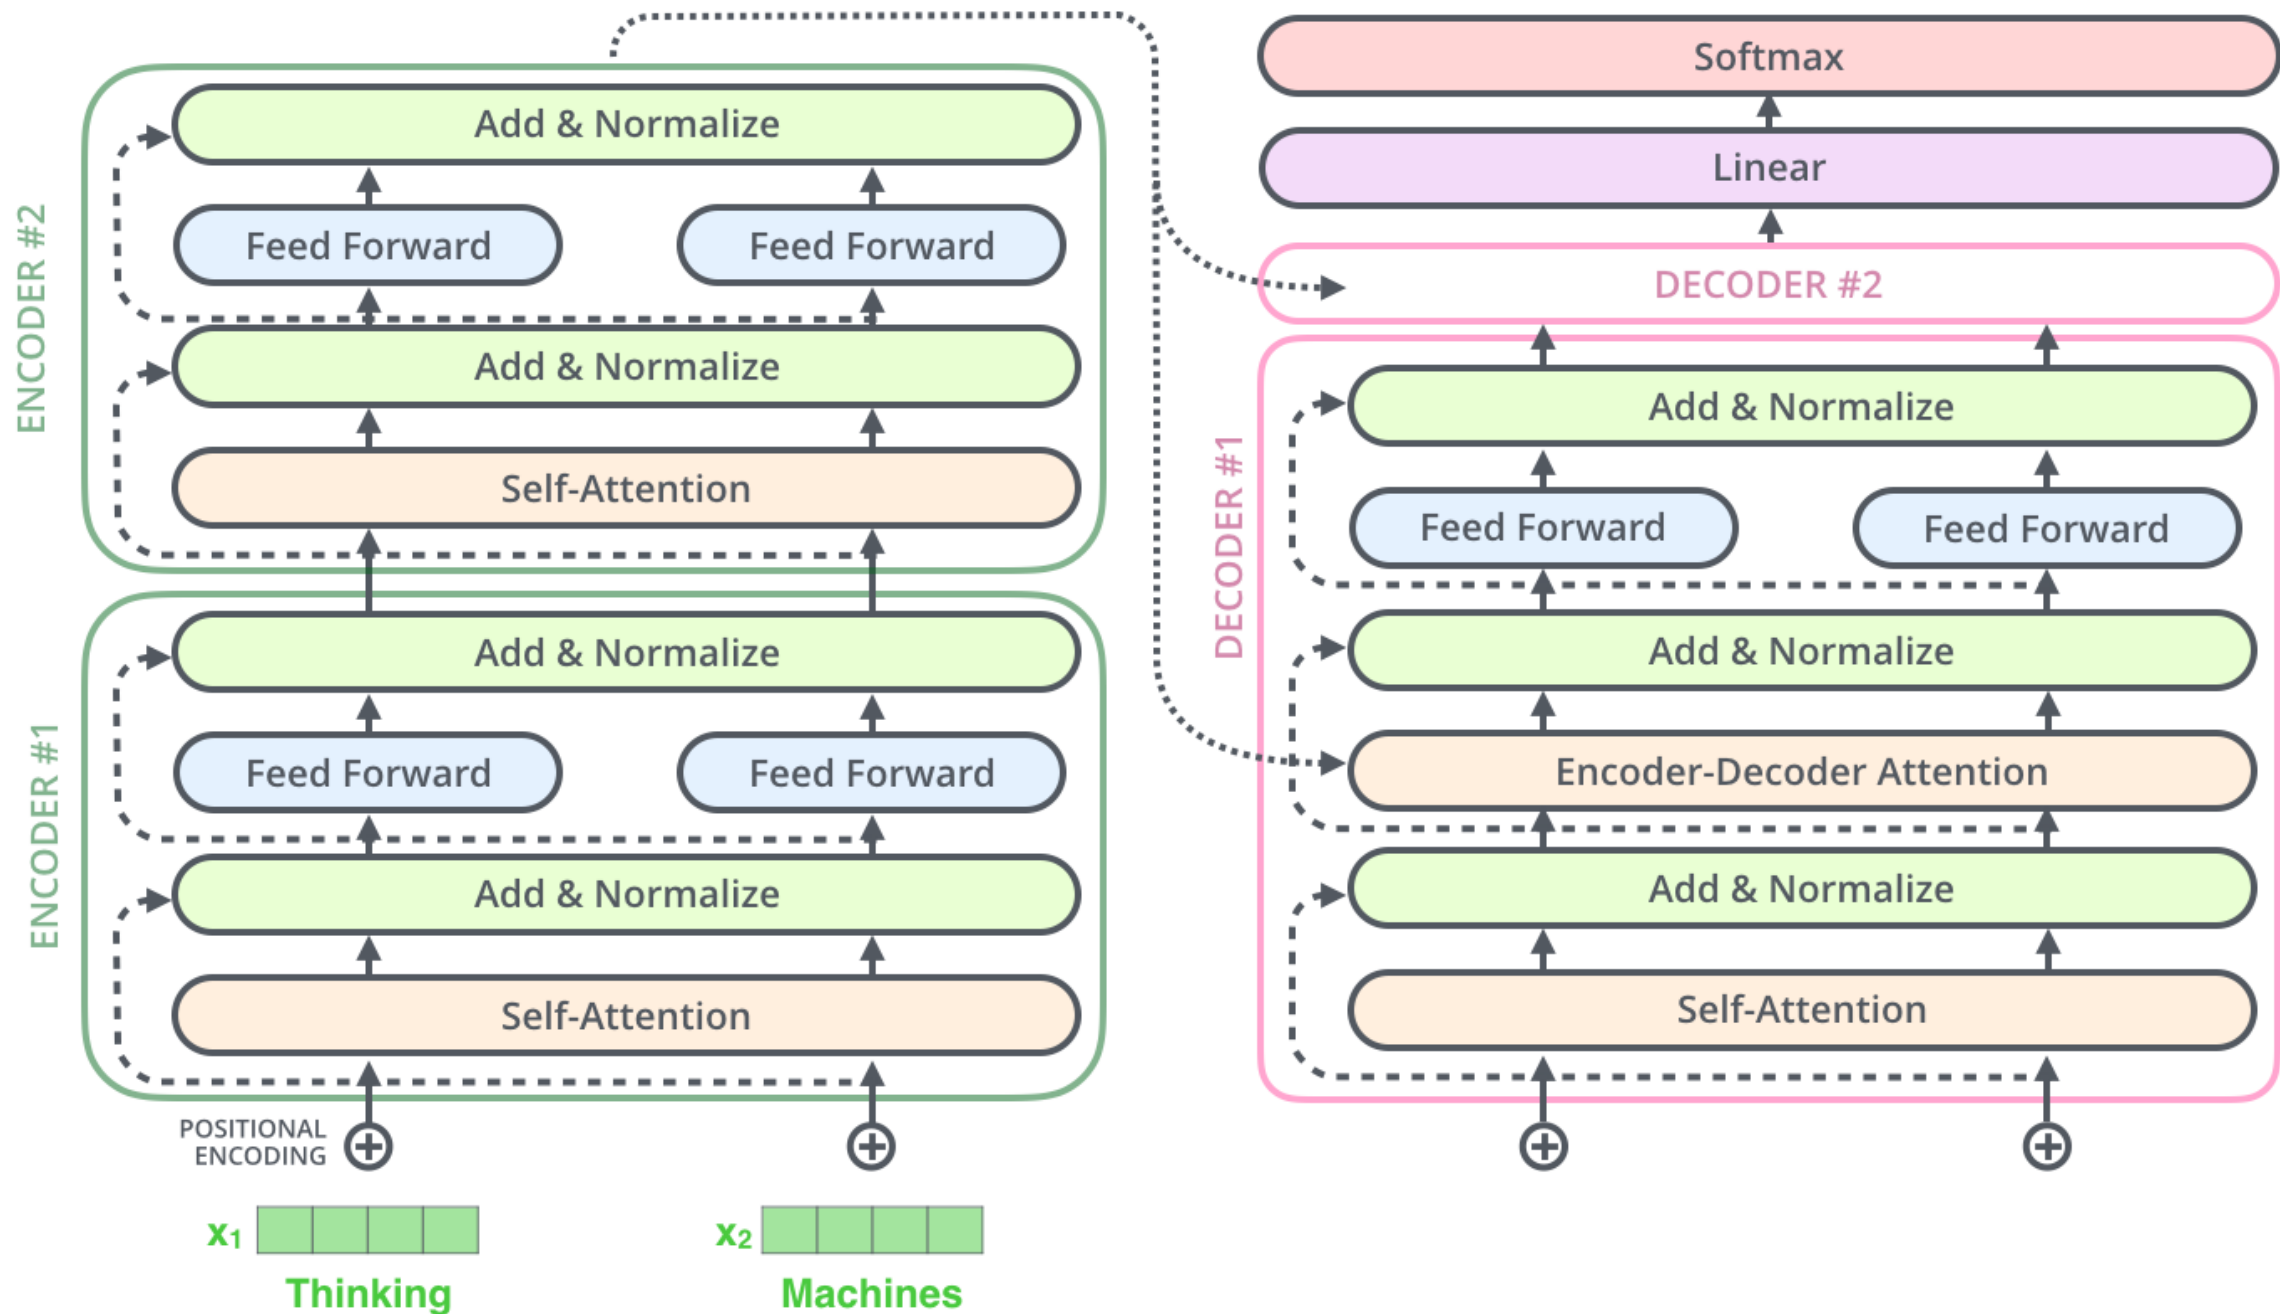 ENCODER #2
Add & Normalize
Feed Forward
Feed Forward
Add & Normalize
Self-Attention
ENCODER #1
Add & Normalize
Feed Forward
Feed Forward
Add & Normalize
Self-Attention
POSITIONAL
ENCODING
x₁
x₂
Thinking
Machines
Softmax
Linear
DECODER #2
DECODER #1
Add & Normalize
Feed Forward
Feed Forward
Add & Normalize
Encoder-Decoder Attention
Add & Normalize
Self-Attention